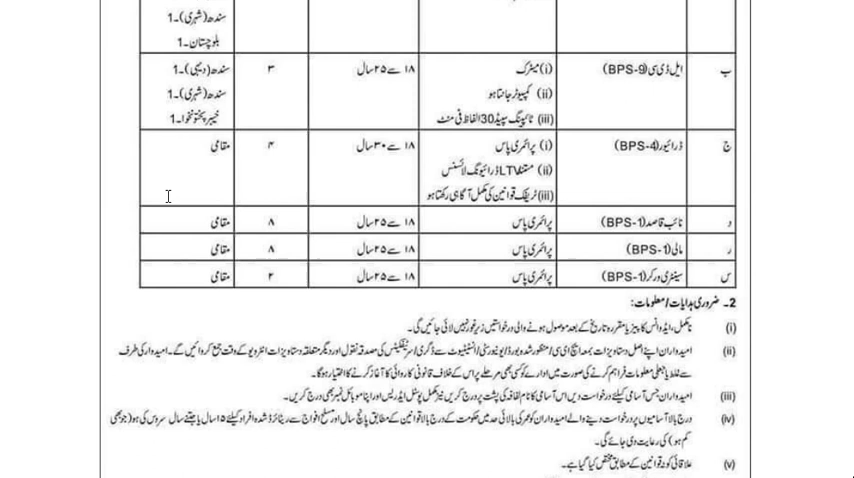 سندھ(شہری)۔1
بلوچستان۔1
ب ایل ڈی سی(BPS-9) (i) میٹرک ۱۸ سے ۲۵ سال ۳ سندھ(دیہی)۔1
(ii) کمپیوٹر جانتا ہو سندھ(شہری)۔1
(iii) ٹائپنگ سپیڈ 30 الفاظ فی منٹ خیبر پختونخوا۔1
ج ڈرائیور(BPS-4) (i) پرائمری پاس ۱۸ سے ۳۰ سال ۴ مقامی
(ii) مستند LTV ڈرائیونگ لائسنس
(iii) ٹریفک قوانین کی مکمل آگاہی رکھتا ہو
د نائب قاصد(BPS-1) پرائمری پاس ۱۸ سے ۲۵ سال ۸ مقامی
ر مالی(BPS-1) پرائمری پاس ۱۸ سے ۲۵ سال ۸ مقامی
س سینٹری ورکر(BPS-1) پرائمری پاس ۱۸ سے ۲۵ سال ۲ مقامی
2۔ ضروری ہدایات/معلومات:
(i) نامکمل، ایڈوانس کاپیز یا مقررہ تاریخ کے بعد موصول ہونے والی درخواستیں زیر غور نہیں لائی جائیں گی۔
(ii) امیدواران اپنے اصل دستاویزات بمعہ ایچ ای سی/منظور شدہ بورڈ/یونیورسٹی/انسٹیٹیوٹ سے ڈگری/سرٹیفکیٹس کی مصدقہ نقول اور دیگر متعلقہ دستاویزات انٹرویو کے وقت جمع کروائیں گے۔ امیدوار کی طرف
سے غلط یا جعلی معلومات فراہم کرنے کی صورت میں ادارے کو کسی بھی مرحلے پر اس کے خلاف قانونی کاروائی کا آغاز کرنے کا اختیار ہوگا۔
(iii) امیدواران جس آسامی کیلئے درخواست دیں اس آسامی کا نام لفافہ کی پشت پر درج کریں نیز مکمل پوسٹل ایڈریس اور اپنا موبائل نمبر بھی درج کریں۔
(iv) درج بالا آسامیوں پر درخواست دینے والے امیدواران کو عمر کی بالائی حد میں حکومت کے درج بالا قوانین کے مطابق پانچ سال اور مسلح افواج سے ریٹائرڈ شدہ افراد کیلئے ۱۵ سال یا جتنے سال سروس کی ہو (جو بھی
کم ہو) کی رعایت دی جائے گی۔
(v) علاقائی کوٹہ قوانین کے مطابق مختص کیا گیا ہے۔